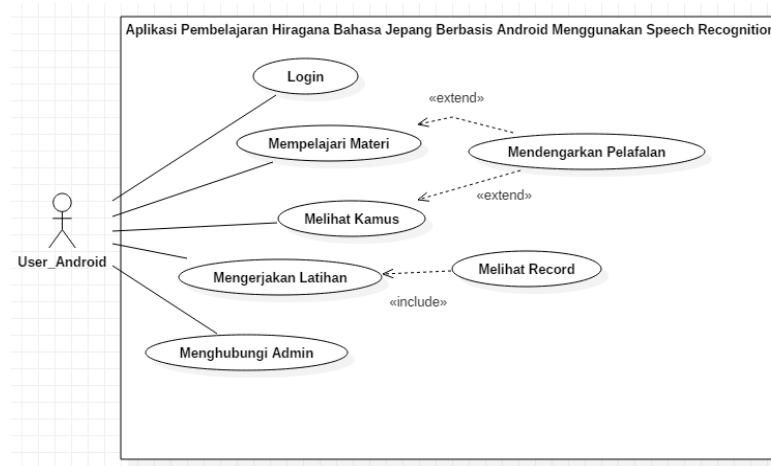 Aplikasi Pembelajaran Hiragana Bahasa Jepang Berbasis Android Menggunakan Speech Recognition
Login
«extend»
Mempelajari Materi
Mendengarkan Pelafalan
«extend»
Melihat Kamus
User_Android
Melihat Record
Mengerjakan Latihan
«include»
Menghubungi Admin